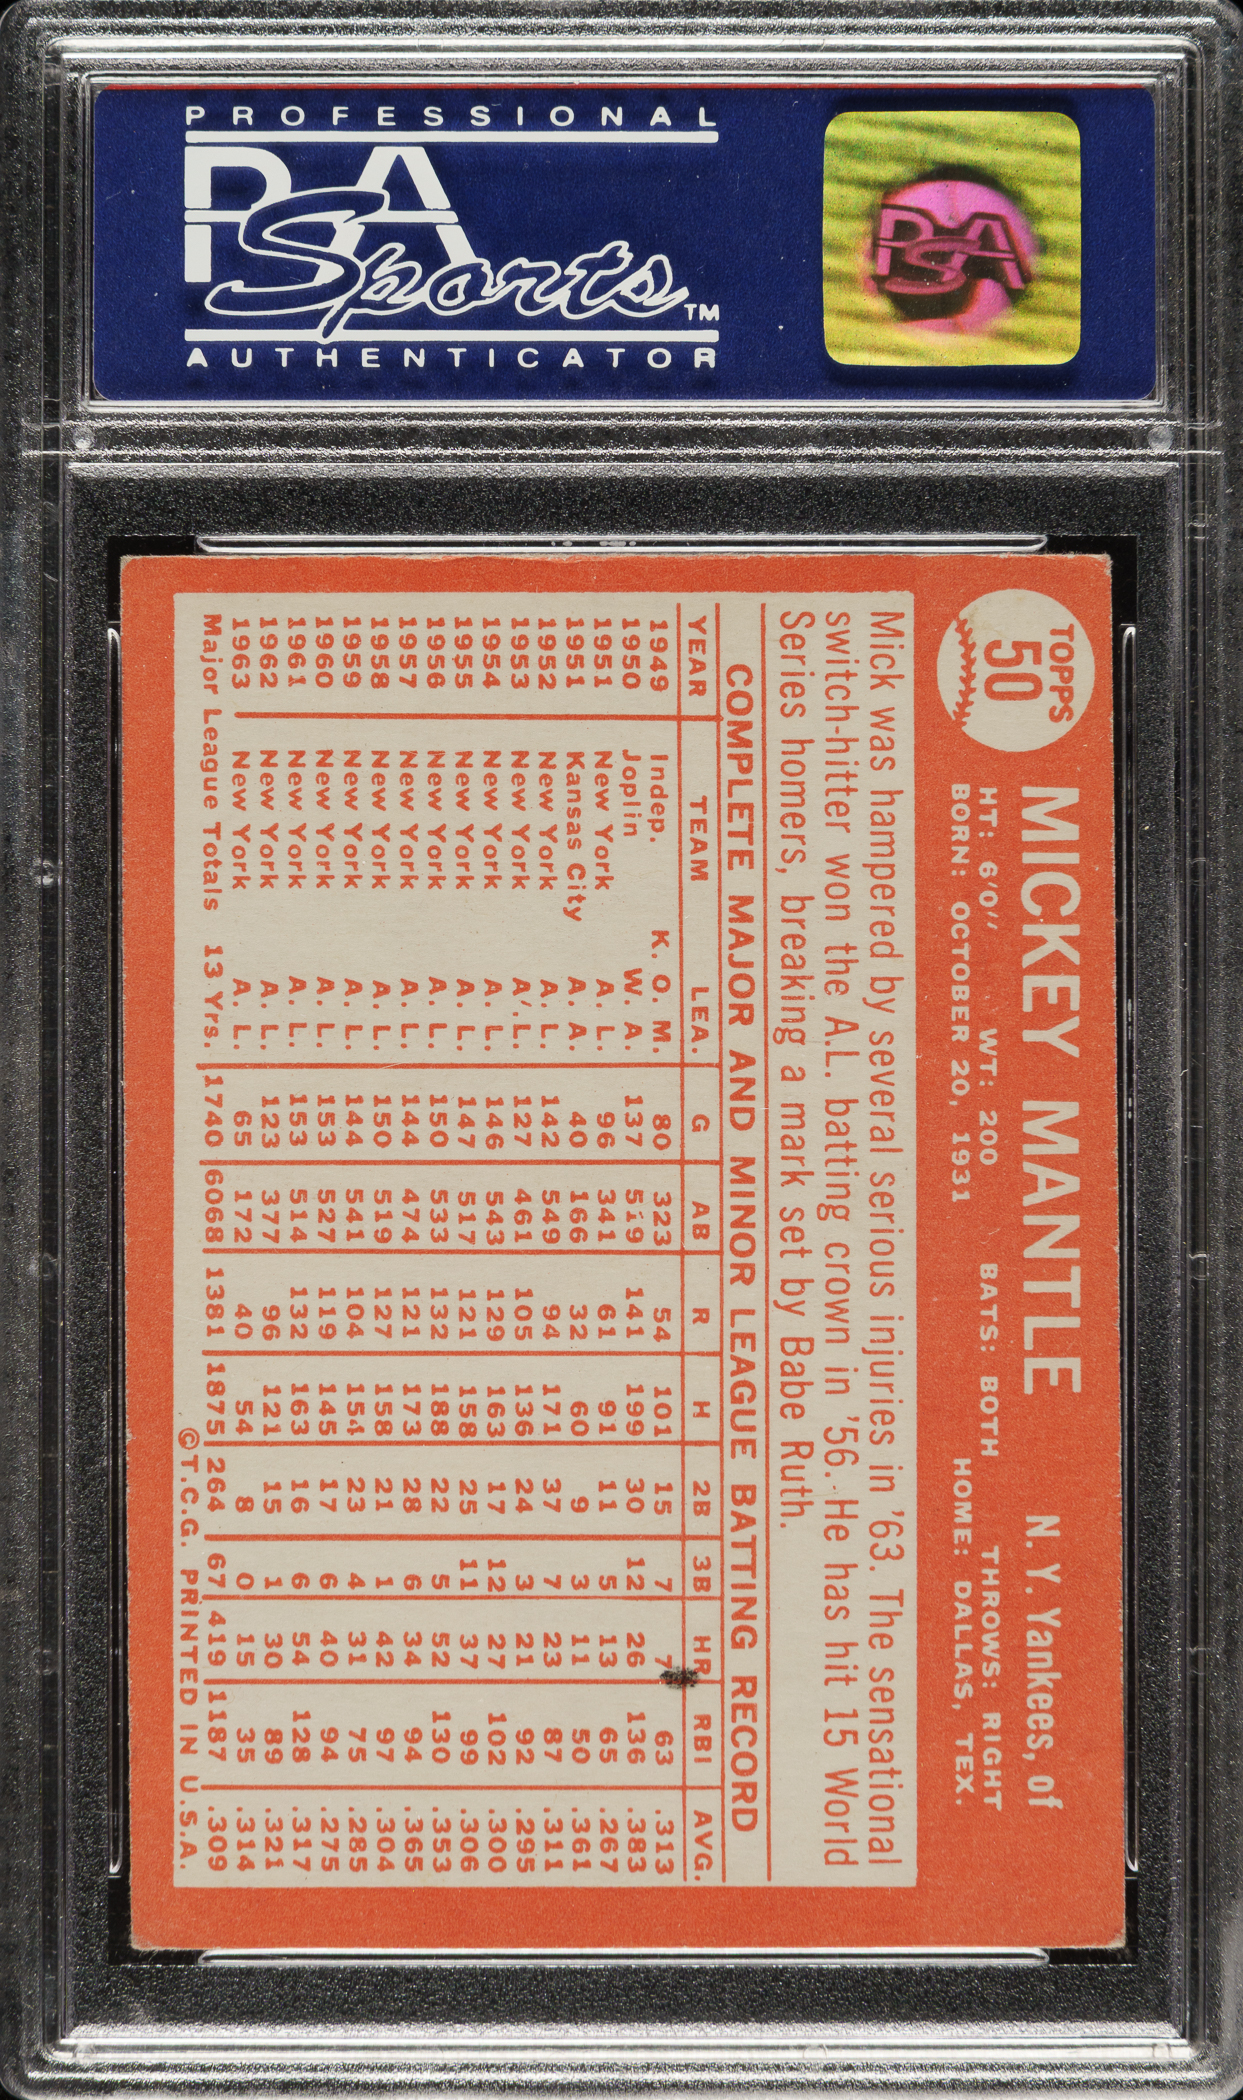 PROFESSIONAL
PSA
Sports™
AUTHENTICATOR
PSA
TOPPS
50
MICKEY MANTLE N. Y. Yankees, of
HT: 6'0'' WT: 200 BATS: BOTH THROWS: RIGHT
BORN: OCTOBER 20, 1931 HOME: DALLAS, TEX.
Mick was hampered by several serious injuries in '63. The sensational
switch-hitter won the A.L. batting crown in '56. He has hit 15 World
Series homers, breaking a mark set by Babe Ruth.
COMPLETE MAJOR AND MINOR LEAGUE BATTING RECORD
YEAR TEAM LEA. G AB R H 2B 3B HR RBI AVG.
1949 Indep. K. O. M. 80 323 54 101 15 7 7 63 .313
1950 Joplin W. A. 137 519 141 199 30 12 26 136 .383
1951 New York A. L. 96 341 61 91 11 5 13 65 .267
1951 Kansas City A. A. 40 166 32 60 9 3 11 50 .361
1952 New York A. L. 142 549 94 171 37 7 23 87 .311
1953 New York A. L. 127 461 105 136 24 3 21 92 .295
1954 New York A. L. 146 543 129 163 17 12 27 102 .300
1955 New York A. L. 147 517 121 158 25 11 37 99 .306
1956 New York A. L. 150 533 132 188 22 5 52 130 .353
1957 New York A. L. 144 474 121 173 28 6 34 94 .365
1958 New York A. L. 150 519 127 158 21 1 42 97 .304
1959 New York A. L. 144 541 104 154 23 4 31 75 .285
1960 New York A. L. 153 527 119 145 17 6 40 94 .275
1961 New York A. L. 153 514 132 163 16 6 54 128 .317
1962 New York A. L. 123 377 96 121 15 1 30 89 .321
1963 New York A. L. 65 172 40 54 8 0 15 35 .314
Major League Totals 13 Yrs. 1740 6068 1381 1875 264 67 419 1187 .309
©T.C.G. PRINTED IN U.S.A.